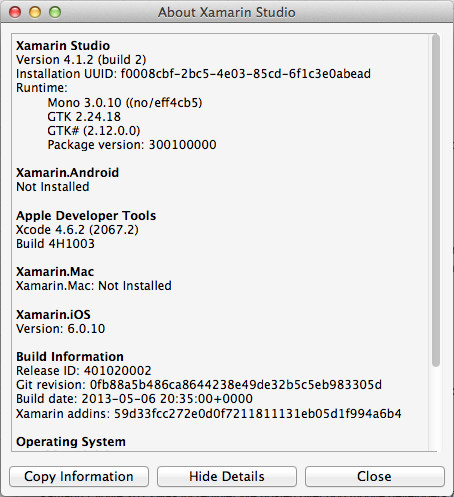 About Xamarin Studio
Xamarin Studio
Version 4.1.2 (build 2)
Installation UUID: f0008cbf-2bc5-4e03-85cd-6f1c3e0abead
Runtime:
Mono 3.0.10 ((no/eff4cb5)
GTK 2.24.18
GTK# (2.12.0.0)
Package version: 300100000
Xamarin.Android
Not Installed
Apple Developer Tools
Xcode 4.6.2 (2067.2)
Build 4H1003
Xamarin.Mac
Xamarin.Mac: Not Installed
Xamarin.iOS
Version: 6.0.10
Build Information
Release ID: 401020002
Git revision: 0fb88a5b486ca8644238e49de32b5c5eb983305d
Build date: 2013-05-06 20:35:00+0000
Xamarin addins: 59d33fcc272e0d0f7211811131eb05d1f994a6b4
Operating System
Copy Information
Hide Details
Close